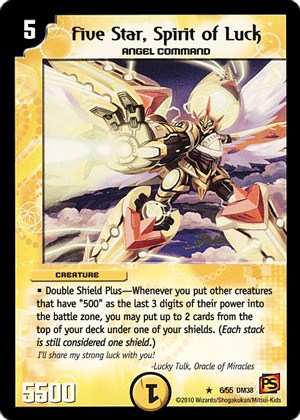 5
Five Star, Spirit of Luck
ANGEL COMMAND
CREATURE
▪ Double Shield Plus—Whenever you put other creatures
that have "500" as the last 3 digits of their power into
the battle zone, you may put up to 2 cards from the
top of your deck under one of your shields. (Each stack
is still considered one shield.)
I'll share my strong luck with you!
-Lucky Tulk, Oracle of Miracles
5500
1
★ 6/55 DM38
©2010 Wizards/Shogakukan/Mitsui-Kids
PS